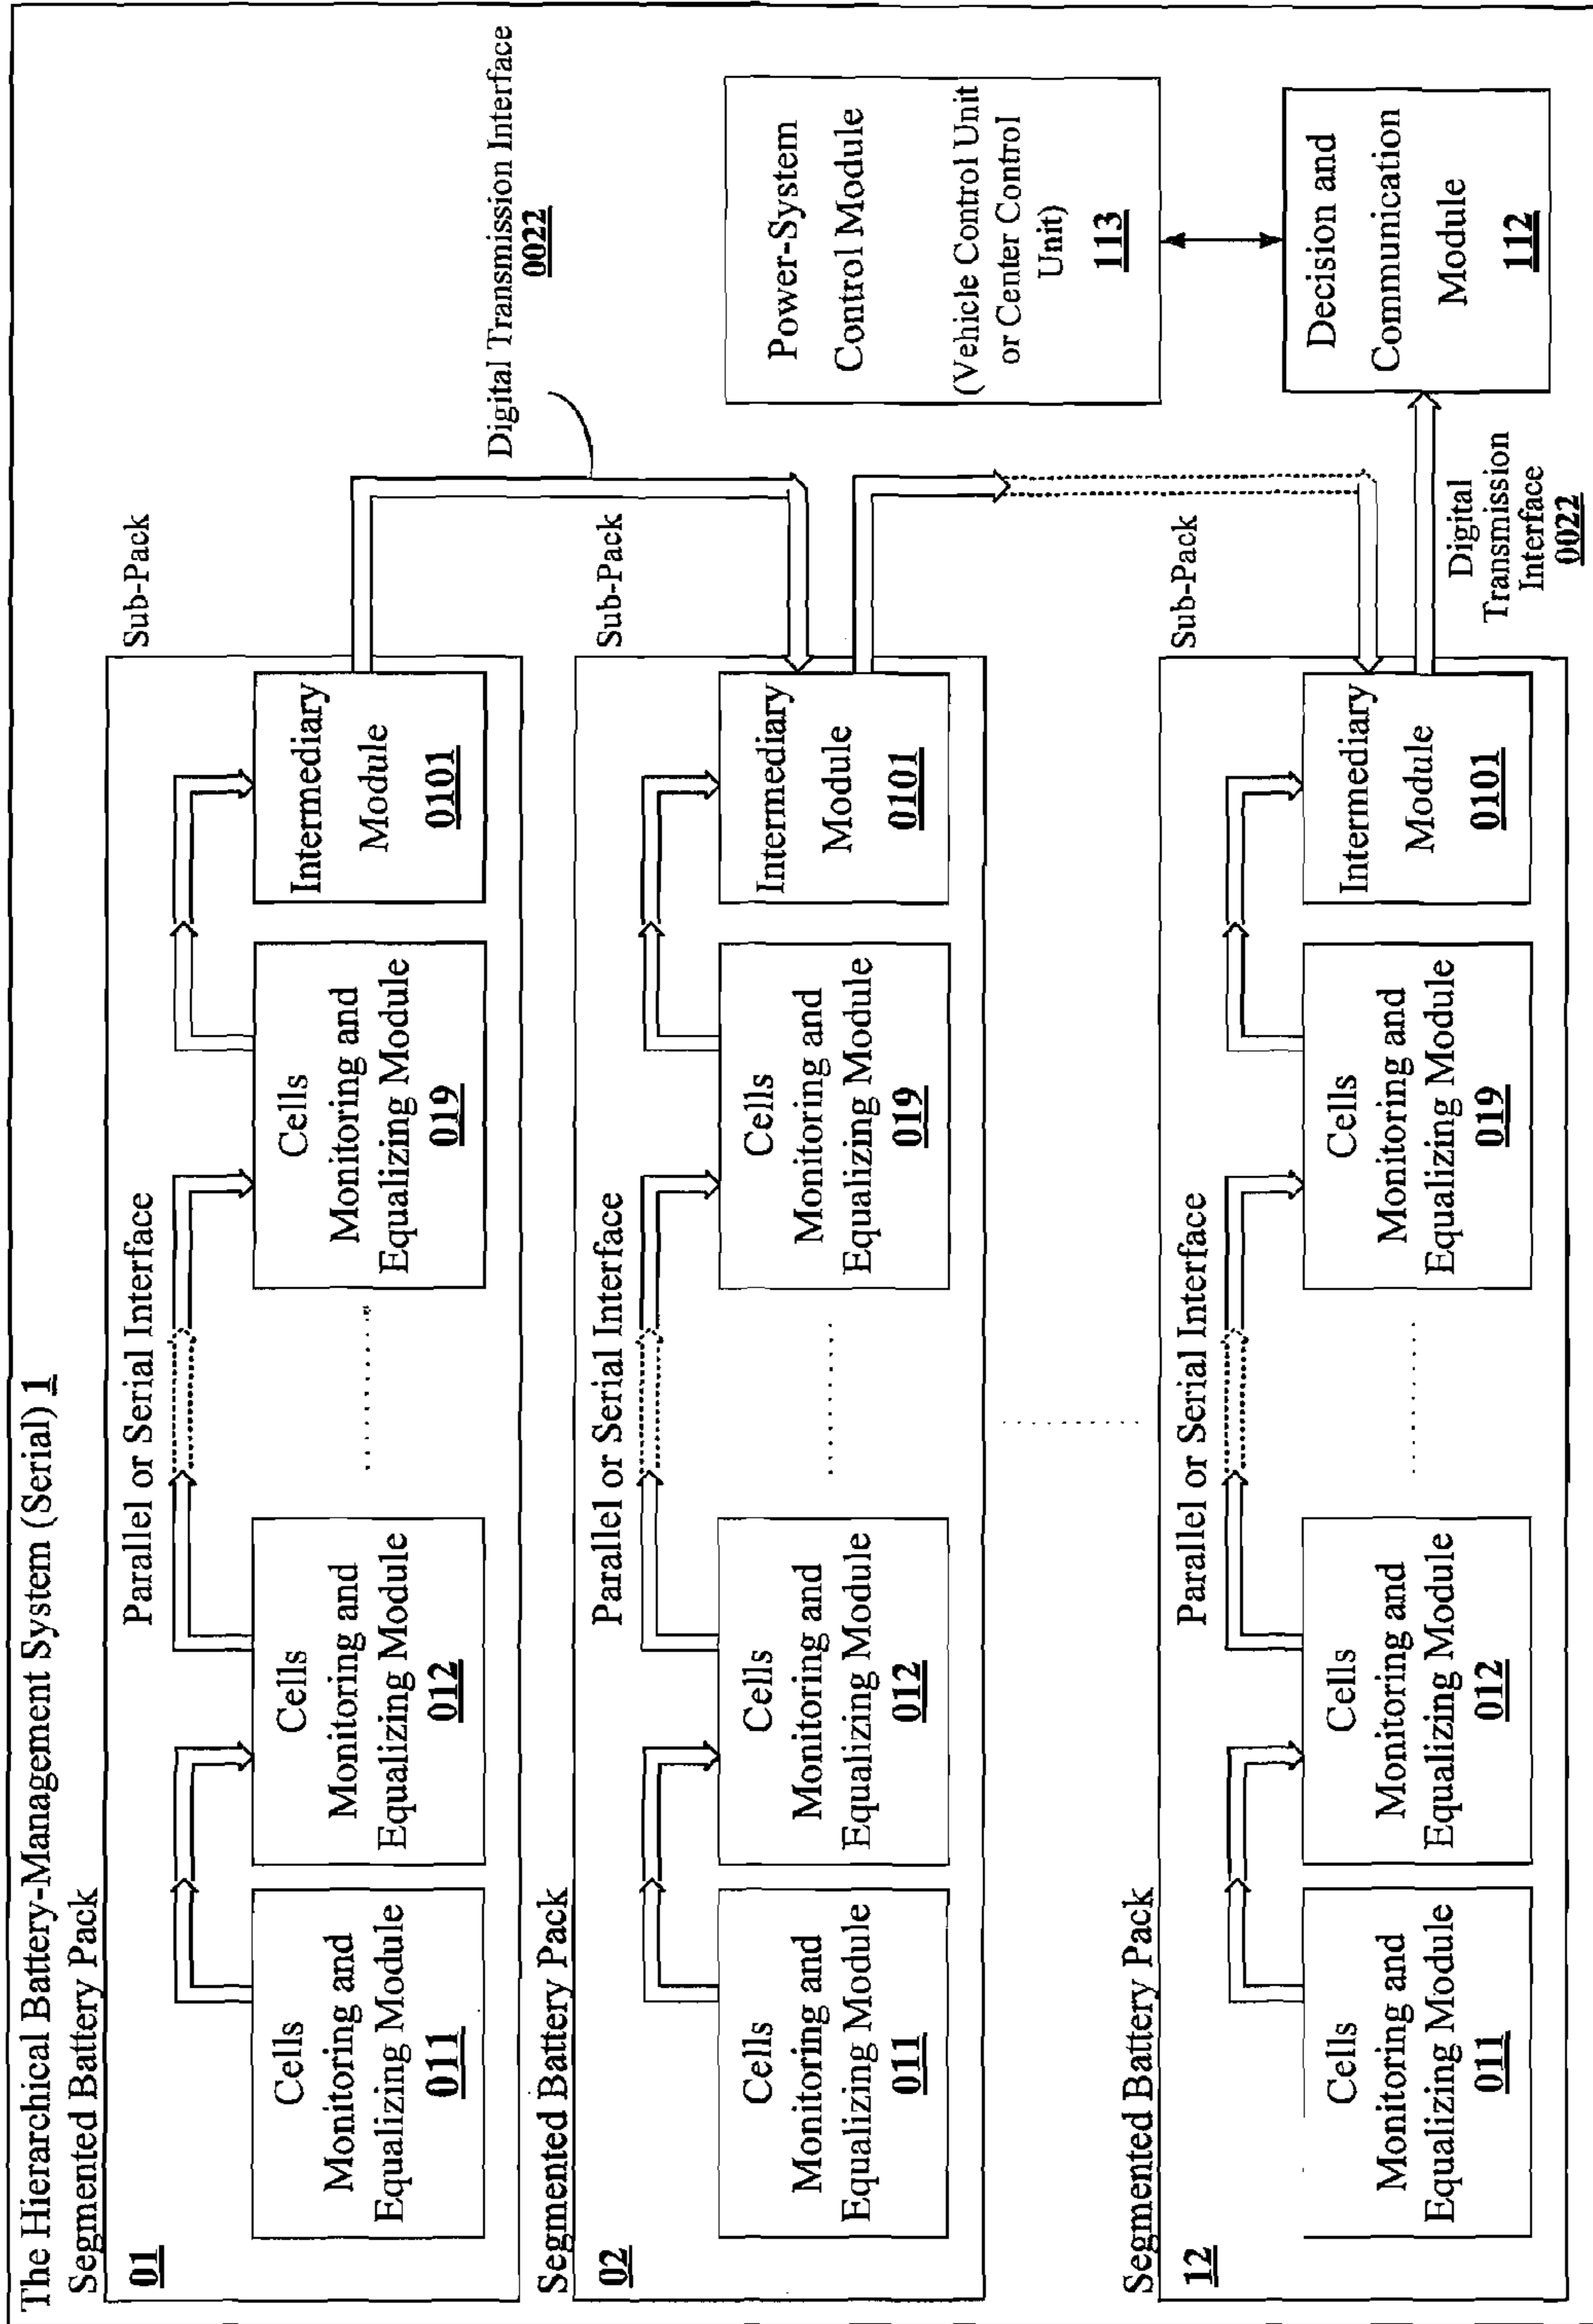 The Hierarchical Battery-Management System (Serial) 1
Segmented Battery Pack
01
Sub-Pack
Parallel or Serial Interface
Cells
Monitoring and
Equalizing Module
011
Cells
Monitoring and
Equalizing Module
012
.........
Cells
Monitoring and
Equalizing Module
019
Intermediary
Module
0101
Digital Transmission Interface
0022
Segmented Battery Pack
02
Sub-Pack
Parallel or Serial Interface
Cells
Monitoring and
Equalizing Module
011
Cells
Monitoring and
Equalizing Module
012
.........
Cells
Monitoring and
Equalizing Module
019
Intermediary
Module
0101
Power-System
Control Module
(Vehicle Control Unit
or Center Control
Unit)
113
Segmented Battery Pack
12
Sub-Pack
Parallel or Serial Interface
Cells
Monitoring and
Equalizing Module
011
Cells
Monitoring and
Equalizing Module
012
.........
Cells
Monitoring and
Equalizing Module
019
Intermediary
Module
0101
Digital
Transmission
Interface
0022
Decision and
Communication
Module
112